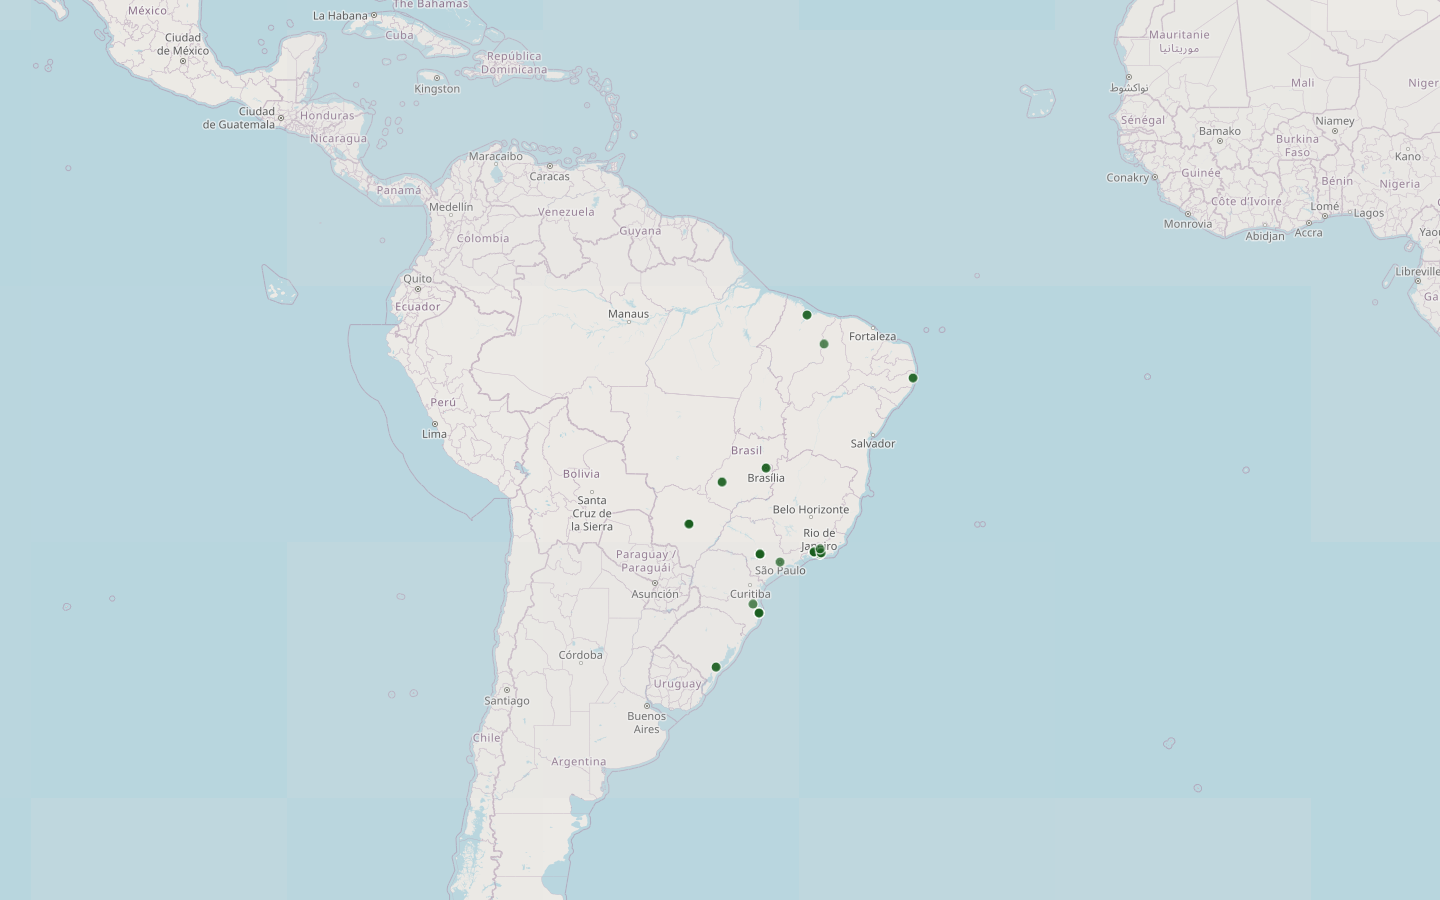 México
La Habana
The Bahamas
Cuba
Ciudad
de México
República
Dominicana
Kingston
Ciudad
de Guatemala
Honduras
Nicaragua
Mauritanie
موريتانيا
نواكشوط
Mali
Niger
Sénégal
Bamako
Niamey
Burkina
Faso
Kano
Maracaibo
Caracas
Conakry
Guinée
Bénin
Nigeria
Panamá
Medellín
Venezuela
Côte d'Ivoire
Lomé
Lagos
Monrovia
Abidjan
Accra
Yaou
Colombia
Guyana
Quito
Ecuador
Libreville
Ga
Manaus
Fortaleza
Perú
Lima
Salvador
Brasil
Bolivia
Brasília
Santa
Cruz de
la Sierra
Belo Horizonte
Rio de
Janeiro
Paraguay /
Paraguái
São Paulo
Asunción
Curitiba
Córdoba
Uruguay
Santiago
Buenos
Aires
Chile
Argentina